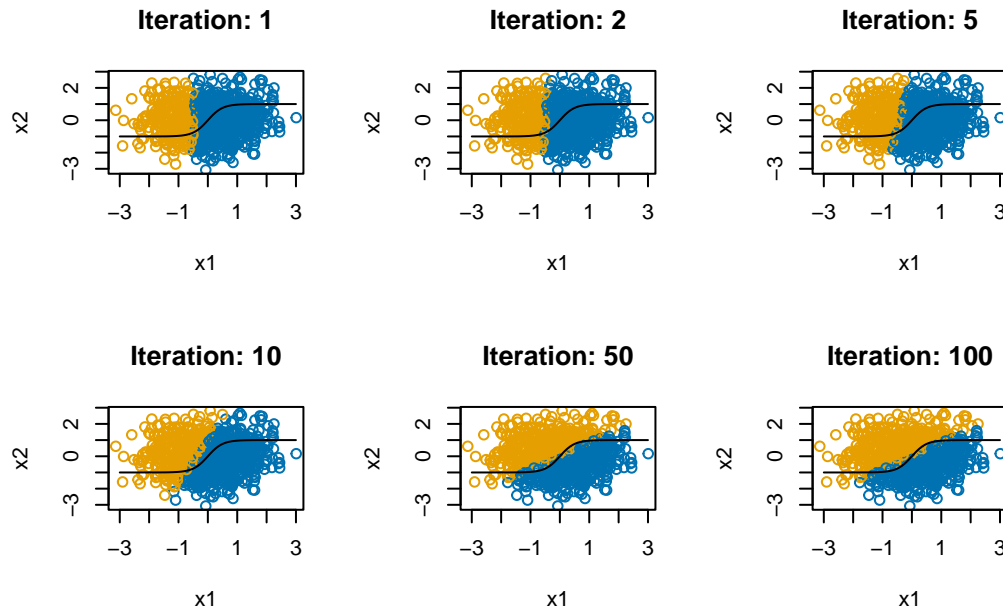 Iteration: 1
x2
2
0
−3
−3 −1 1 3
x1
Iteration: 2
x2
2
0
−3
−3 −1 1 3
x1
Iteration: 5
x2
2
0
−3
−3 −1 1 3
x1
Iteration: 10
x2
2
0
−3
−3 −1 1 3
x1
Iteration: 50
x2
2
0
−3
−3 −1 1 3
x1
Iteration: 100
x2
2
0
−3
−3 −1 1 3
x1